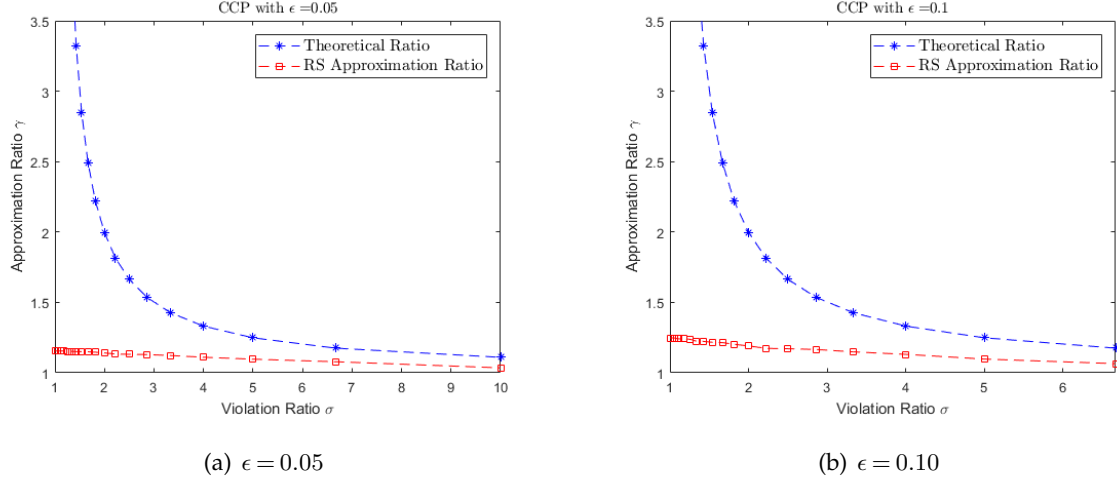 CCP with ϵ =0.05
Theoretical Ratio
RS Approximation Ratio
3.5
3
2.5
2
1.5
1
Approximation Ratio γ
1 2 3 4 5 6 7 8 9 10
Violation Ratio σ
(a) ϵ = 0.05
CCP with ϵ =0.1
Theoretical Ratio
RS Approximation Ratio
3.5
3
2.5
2
1.5
1
Approximation Ratio γ
1 2 3 4 5 6
Violation Ratio σ
(b) ϵ = 0.10